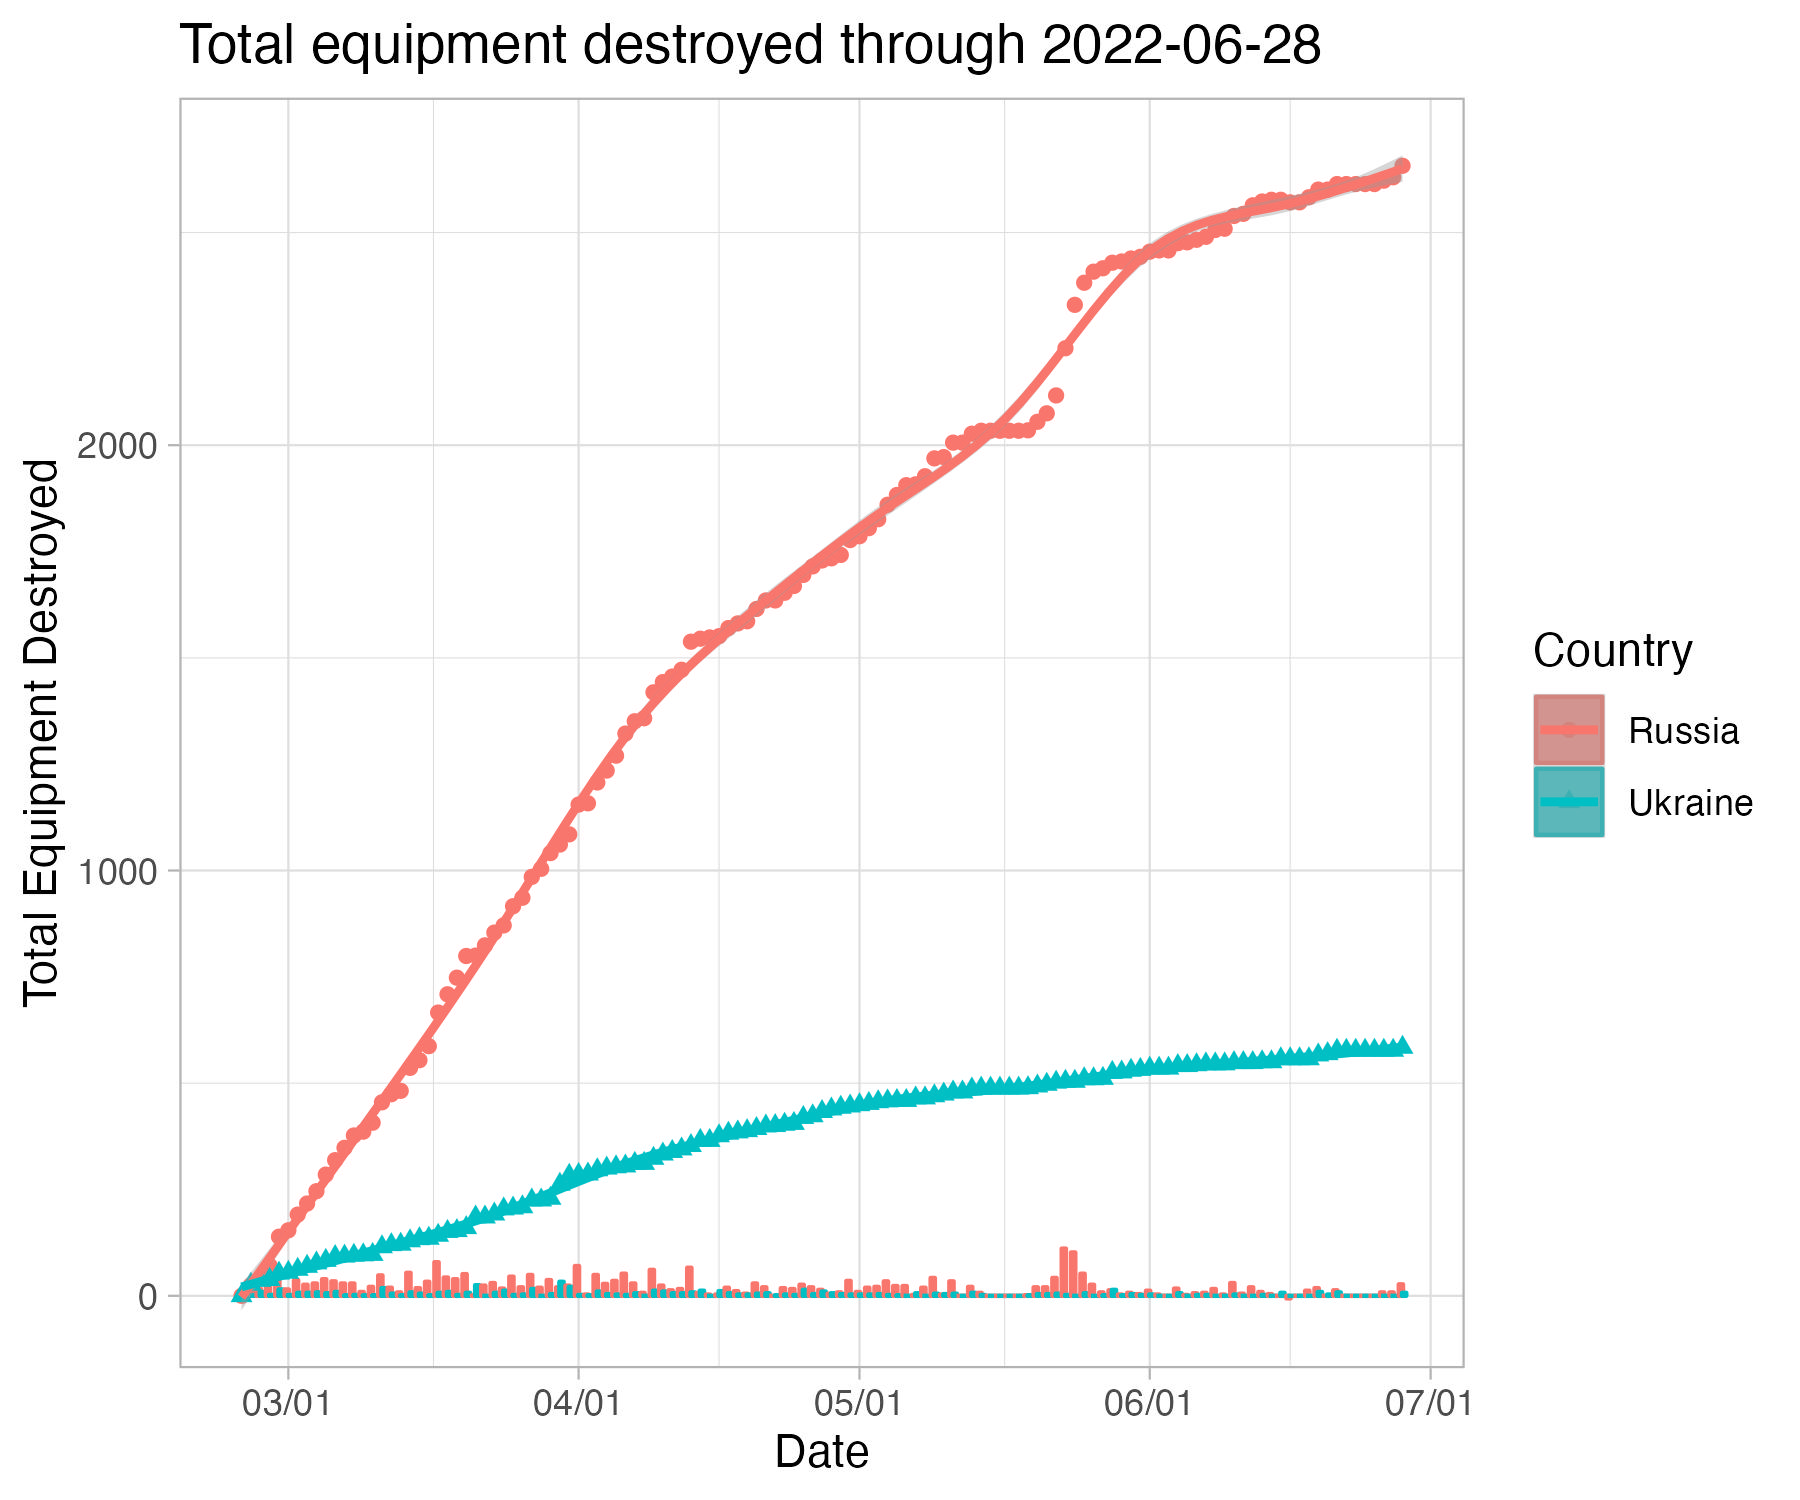 Total equipment destroyed through 2022-06-28
Total Equipment Destroyed
2000
1000
0
03/01
04/01
05/01
06/01
07/01
Date
Country
Russia
Ukraine